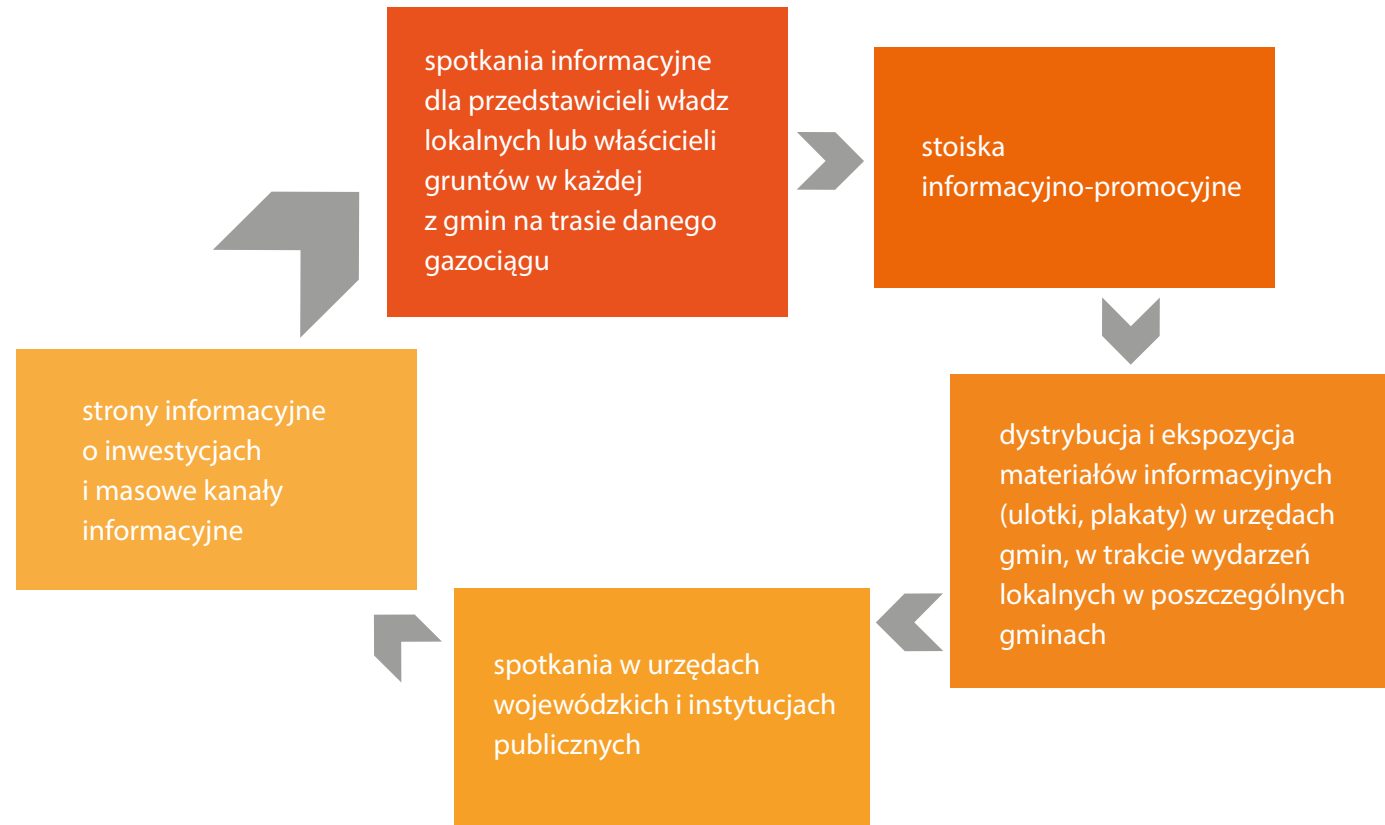 spotkania informacyjne
dla przedstawicieli władz
lokalnych lub właścicieli
gruntów w każdej
z gmin na trasie danego
gazociągu
stoiska
informacyjno-promocyjne
dystrybucja i ekspozycja
materiałów informacyjnych
(ulotki, plakaty) w urzędach
gmin, w trakcie wydarzeń
lokalnych w poszczególnych
gminach
spotkania w urzędach
wojewódzkich i instytucjach
publicznych
strony informacyjne
o inwestycjach
i masowe kanały
informacyjne